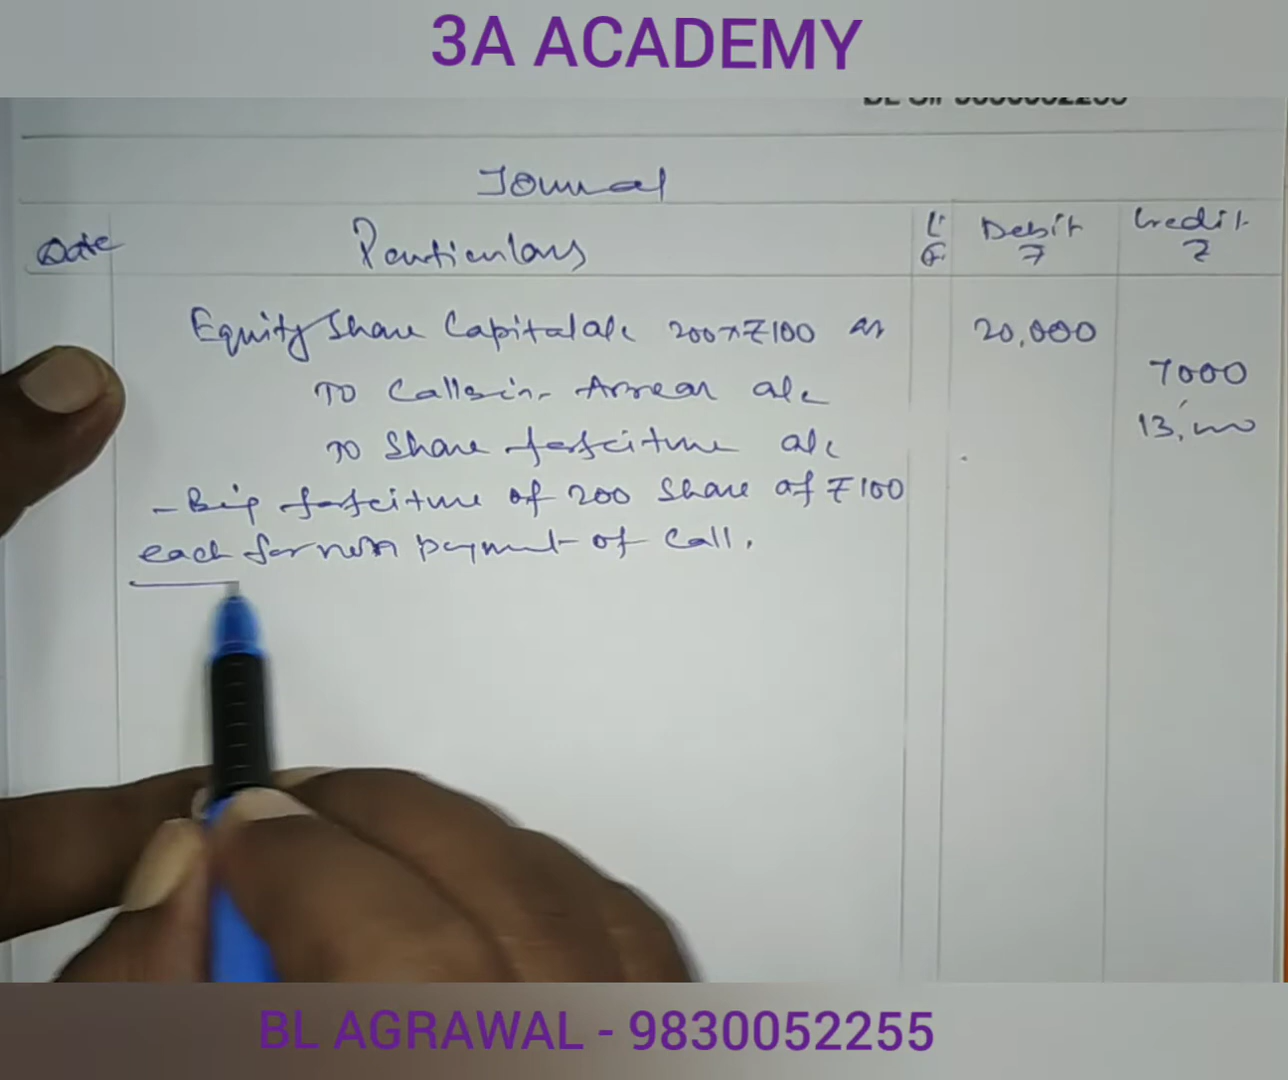 3A ACADEMY
Journal
Date Particulars L.F. Debit ₹ Credit ₹
Equity Share Capital a/c 200x₹100 Dr 20,000
To Calls in Arrear a/c 7000
To Share forfeiture a/c 13,000
- Being forfeiture of 200 Share of ₹100
each for non payment of call.
BL AGRAWAL - 9830052255